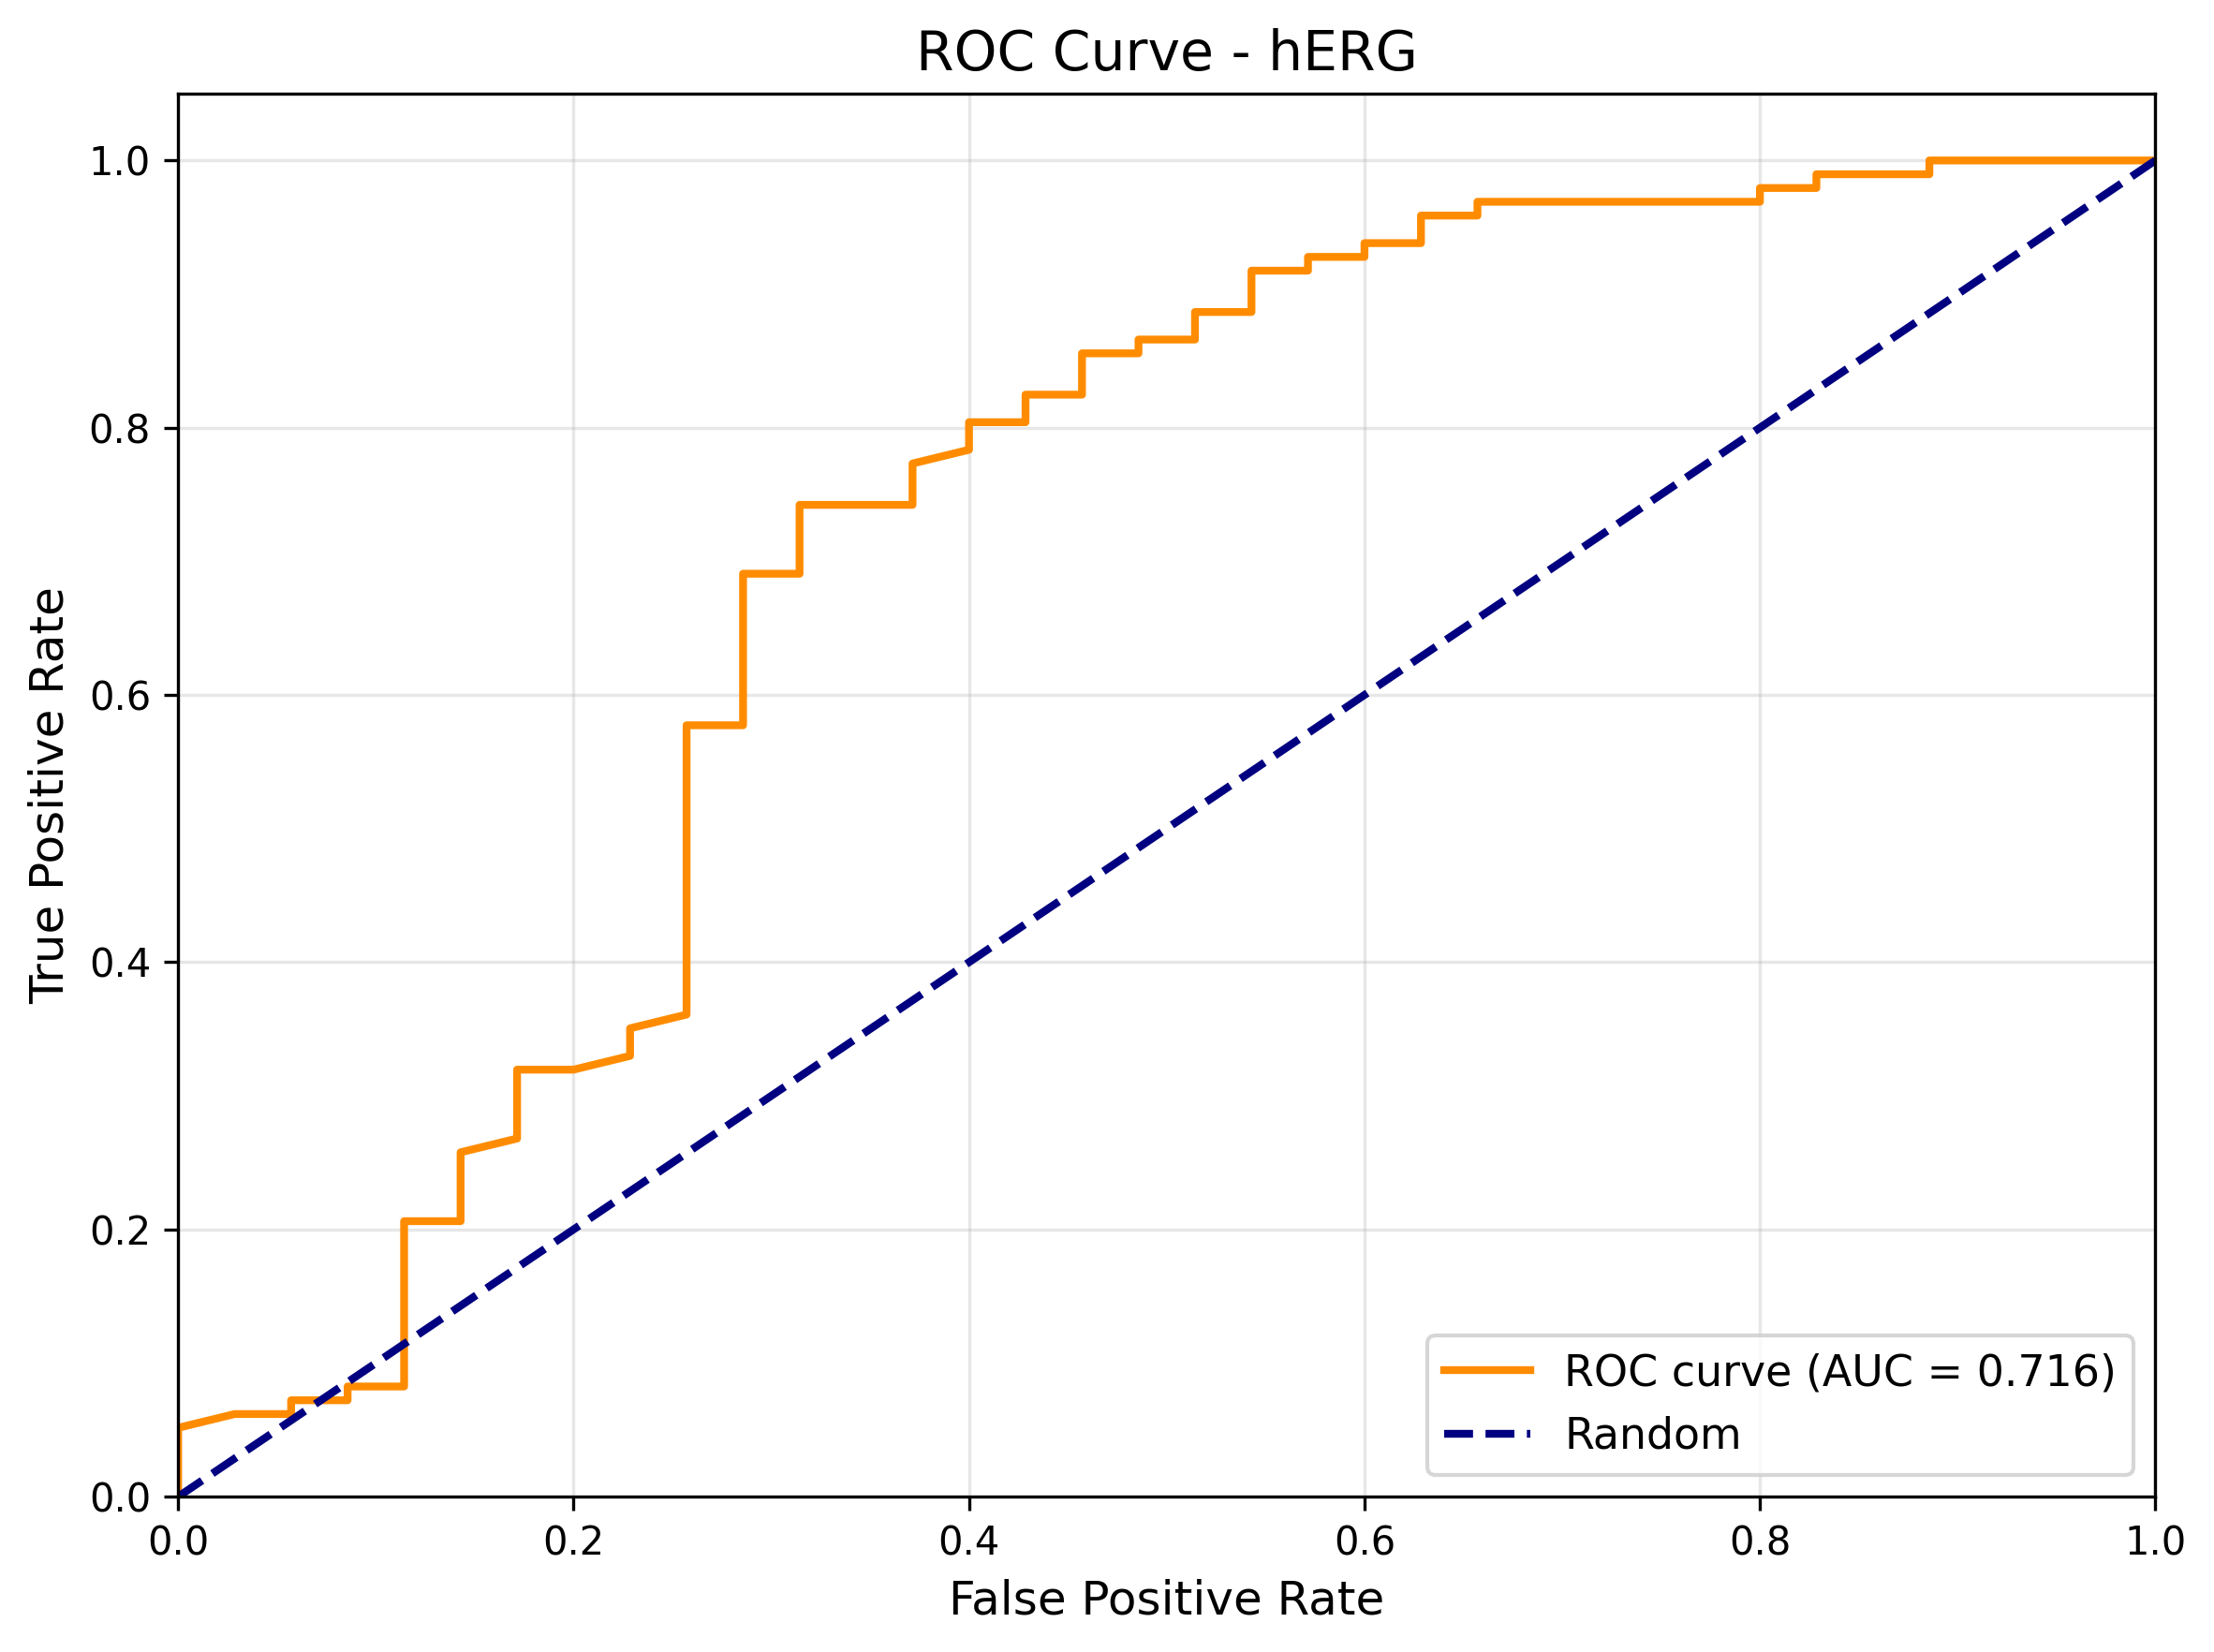 ROC Curve - hERG
1.0
0.8
0.6
0.4
0.2
0.0
True Positive Rate
0.0 0.2 0.4 0.6 0.8 1.0
False Positive Rate
ROC curve (AUC = 0.716)
Random